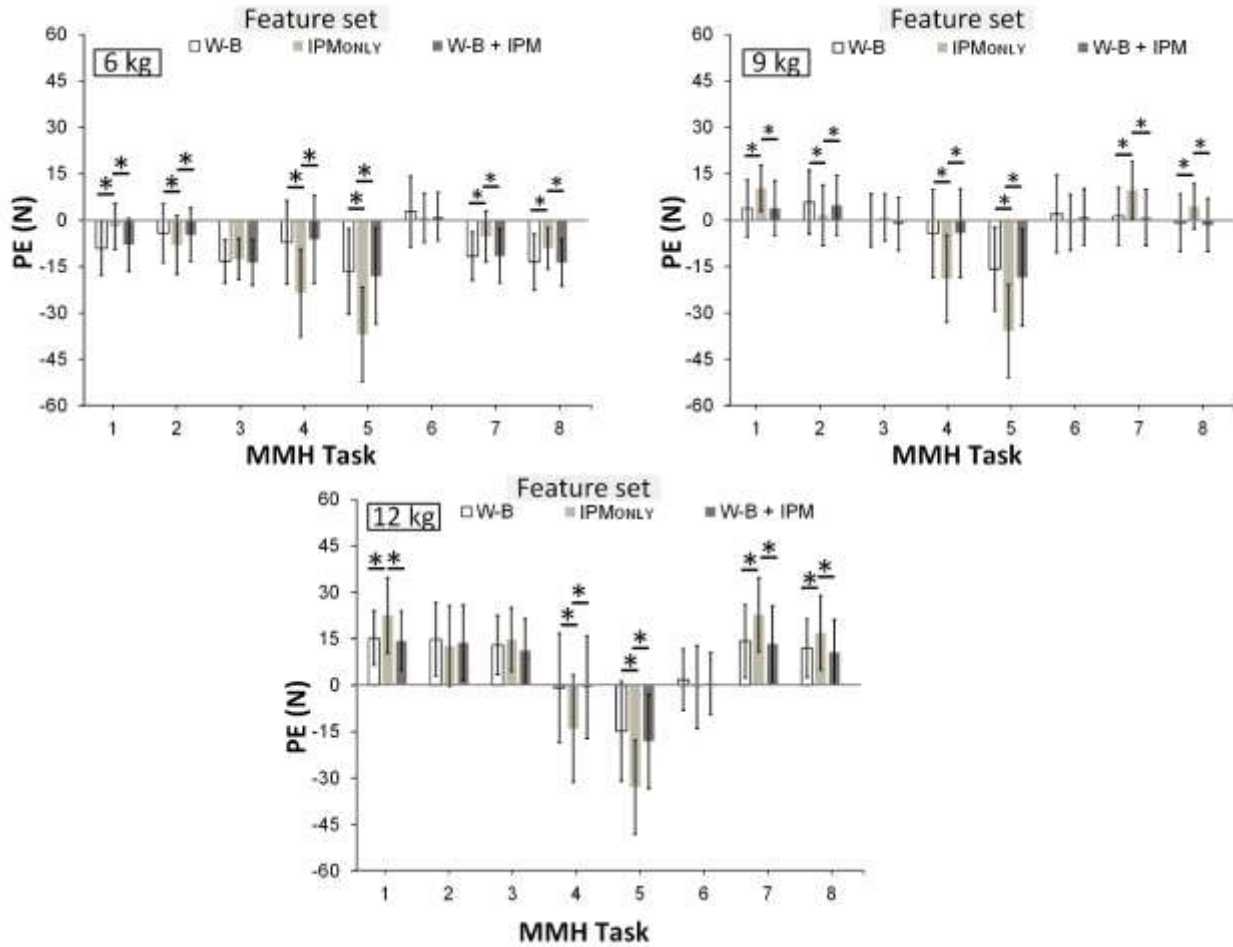 Feature set
W-B IPMONLY W-B + IPM
6 kg
60
45
30
15
0
-15
-30
-45
-60
PE (N)
* * * * * * * * * * * *
1 2 3 4 5 6 7 8
MMH Task
Feature set
W-B IPMONLY W-B + IPM
9 kg
60
45
30
15
0
-15
-30
-45
-60
PE (N)
* * * * * * * * * * * *
1 2 3 4 5 6 7 8
MMH Task
Feature set
W-B IPMONLY W-B + IPM
12 kg
60
45
30
15
0
-15
-30
-45
-60
PE (N)
* * * * * * * * * *
1 2 3 4 5 6 7 8
MMH Task